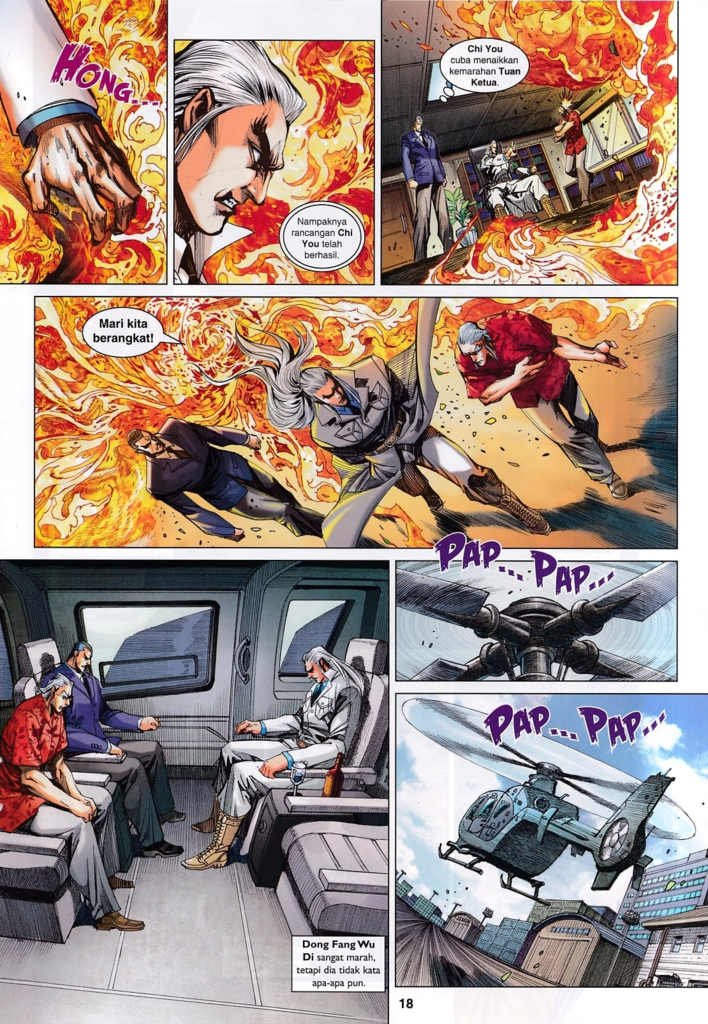 HONG...
Nampaknya
rancangan Chi
You telah
berhasil.
Chi You
cuba menaikkan
kemarahan Tuan
Ketua.
Mari kita
berangkat!
PAP... PAP...
PAP... PAP...
Dong Fang Wu
Di sangat marah,
tetapi dia tidak kata
apa-apa pun.
18